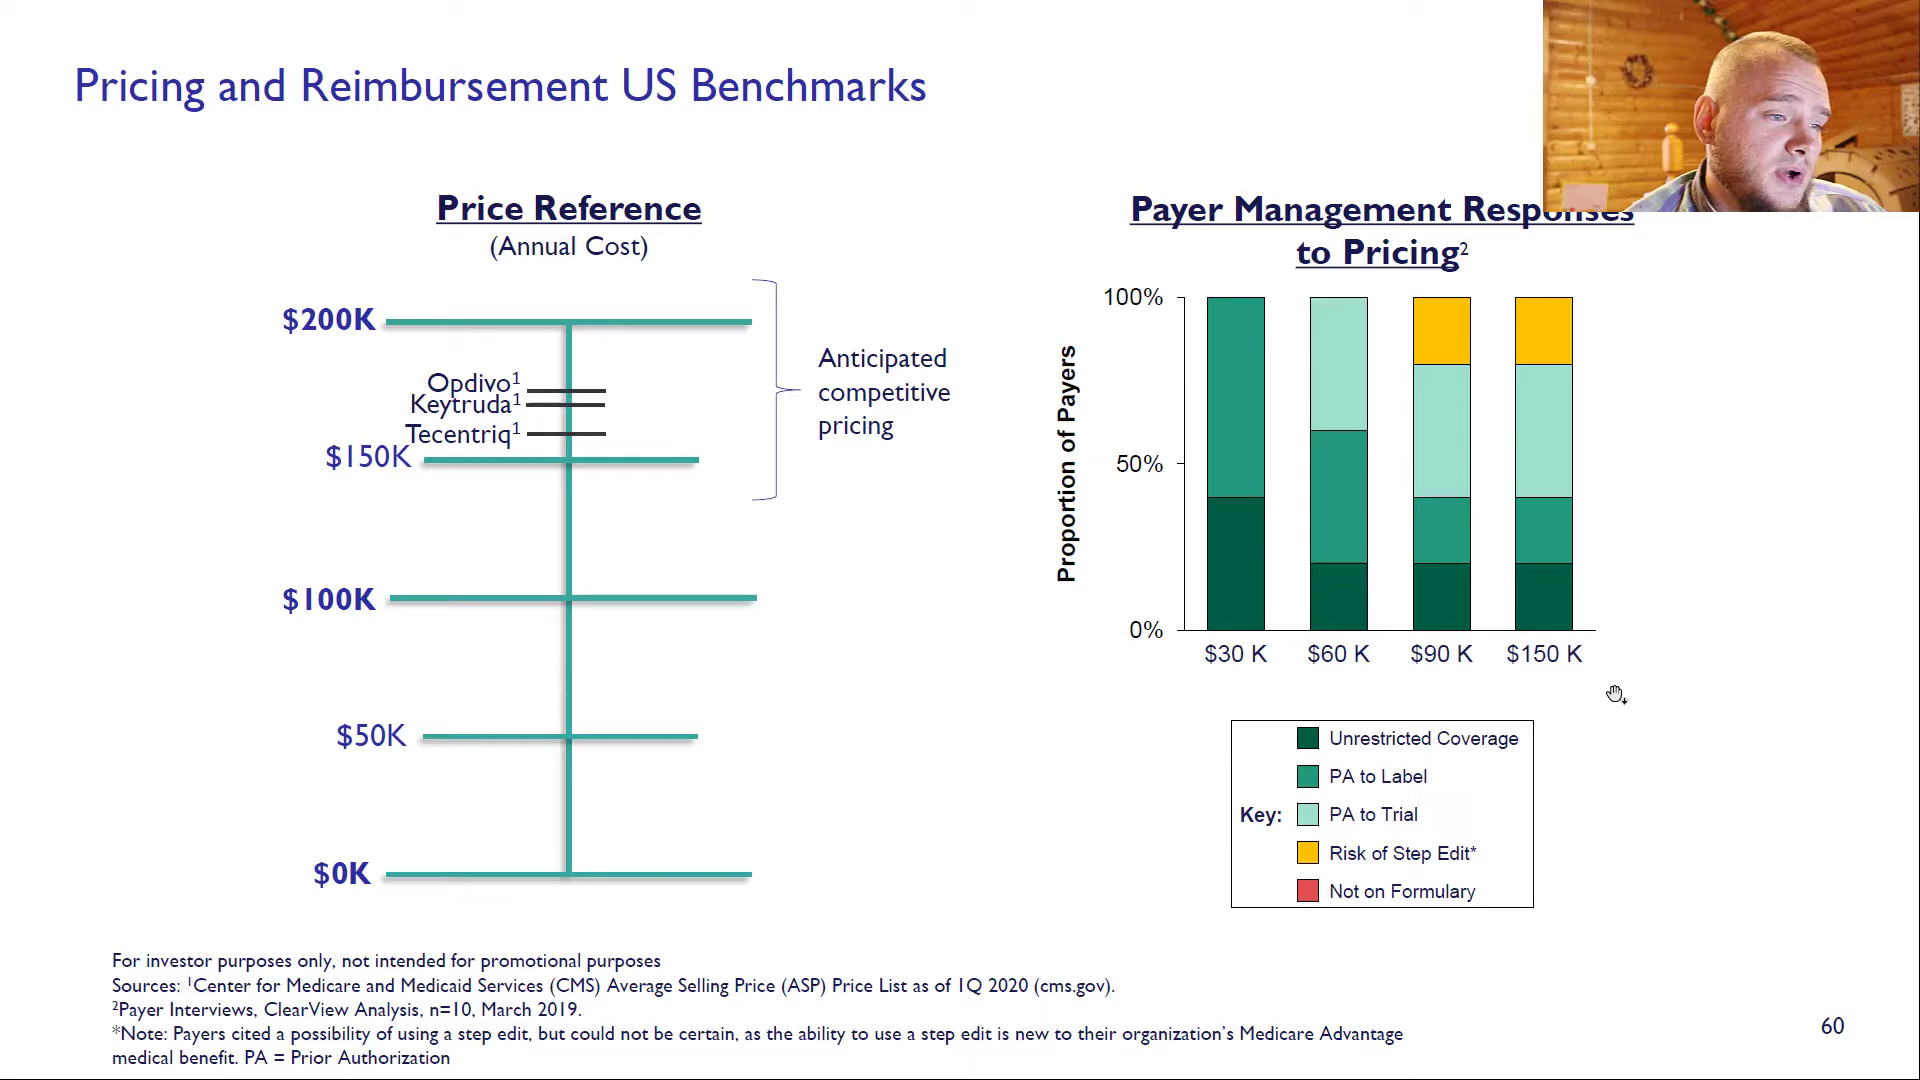 Pricing and Reimbursement US Benchmarks
Price Reference
(Annual Cost)
$200K
Opdivo¹
Keytruda¹
Tecentriq¹
$150K
$100K
$50K
$0K
Anticipated
competitive
pricing
Payer Management Responses
to Pricing²
Proportion of Payers
100%
50%
0%
$30 K
$60 K
$90 K
$150 K
Key:
Unrestricted Coverage
PA to Label
PA to Trial
Risk of Step Edit*
Not on Formulary
For investor purposes only, not intended for promotional purposes
Sources: ¹Center for Medicare and Medicaid Services (CMS) Average Selling Price (ASP) Price List as of 1Q 2020 (cms.gov).
²Payer Interviews, ClearView Analysis, n=10, March 2019.
*Note: Payers cited a possibility of using a step edit, but could not be certain, as the ability to use a step edit is new to their organization's Medicare Advantage
medical benefit. PA = Prior Authorization
60